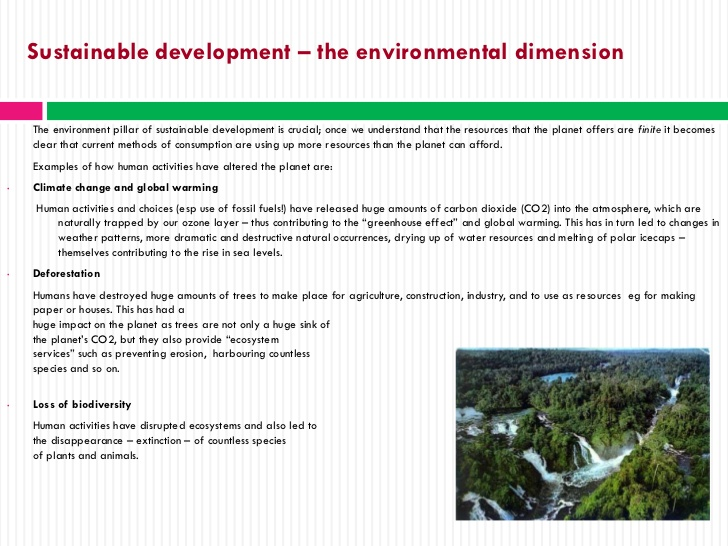 Sustainable development – the environmental dimension
The environment pillar of sustainable development is crucial; once we understand that the resources that the planet offers are finite it becomes
clear that current methods of consumption are using up more resources than the planet can afford.
Examples of how human activities have altered the planet are:
• Climate change and global warming
Human activities and choices (esp use of fossil fuels!) have released huge amounts of carbon dioxide (CO2) into the atmosphere, which are
naturally trapped by our ozone layer – thus contributing to the “greenhouse effect” and global warming. This has in turn led to changes in
weather patterns, more dramatic and destructive natural occurrences, drying up of water resources and melting of polar icecaps –
themselves contributing to the rise in sea levels.
• Deforestation
Humans have destroyed huge amounts of trees to make place for agriculture, construction, industry, and to use as resources eg for making
paper or houses. This has had a
huge impact on the planet as trees are not only a huge sink of
the planet's CO2, but they also provide “ecosystem
services” such as preventing erosion, harbouring countless
species and so on.
• Loss of biodiversity
Human activities have disrupted ecosystems and also led to
the disappearance – extinction – of countless species
of plants and animals.